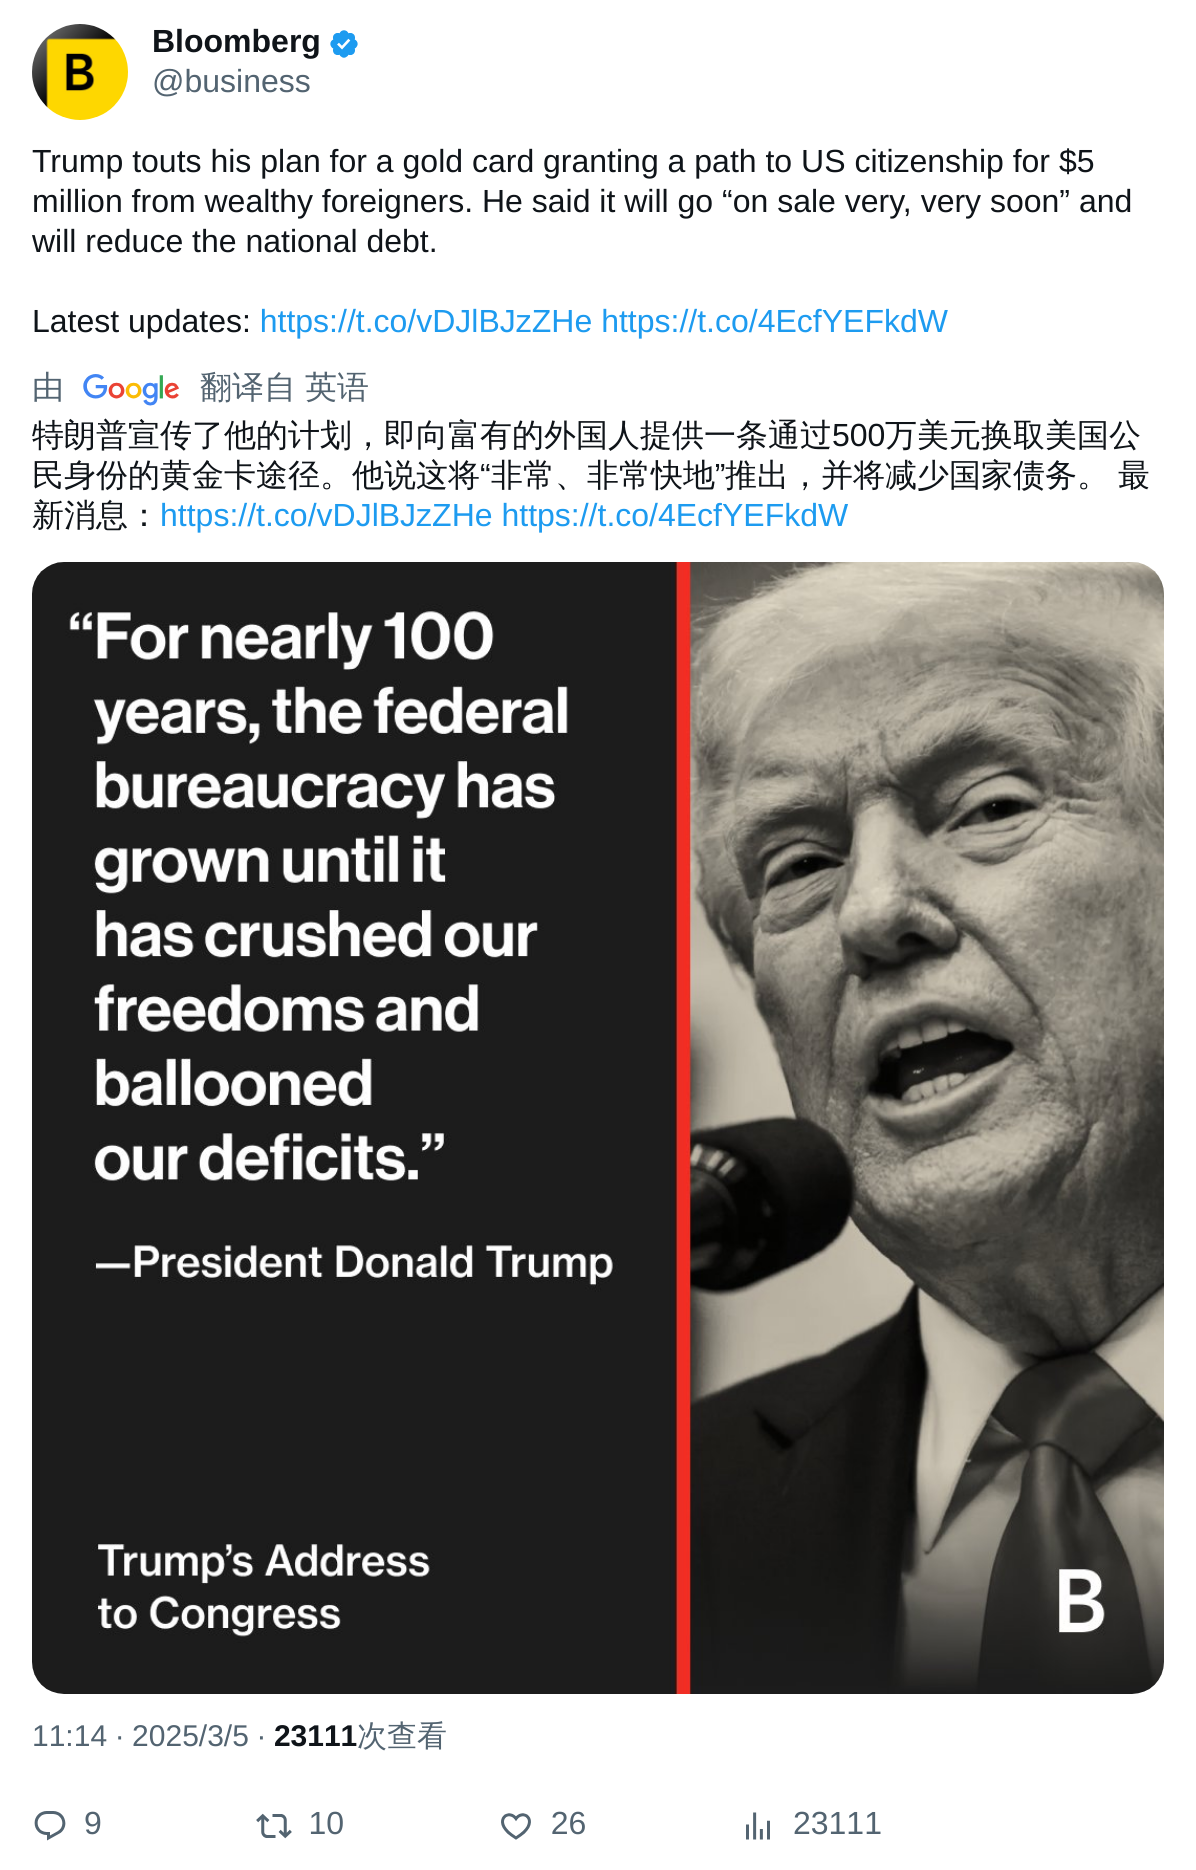 B
Bloomberg
@business
Trump touts his plan for a gold card granting a path to US citizenship for $5
million from wealthy foreigners. He said it will go “on sale very, very soon” and
will reduce the national debt.
Latest updates: https://t.co/vDJlBJzZHe https://t.co/4EcfYEFkdW
由 Google 翻译自 英语
特朗普宣传了他的计划，即向富有的外国人提供一条通过500万美元换取美国公
民身份的黄金卡途径。他说这将“非常、非常快地”推出，并将减少国家债务。 最
新消息：https://t.co/vDJlBJzZHe https://t.co/4EcfYEFkdW
“For nearly 100
years, the federal
bureaucracy has
grown until it
has crushed our
freedoms and
ballooned
our deficits.”
—President Donald Trump
Trump’s Address
to Congress
B
11:14 · 2025/3/5 · 23111次查看
9 10 26 23111